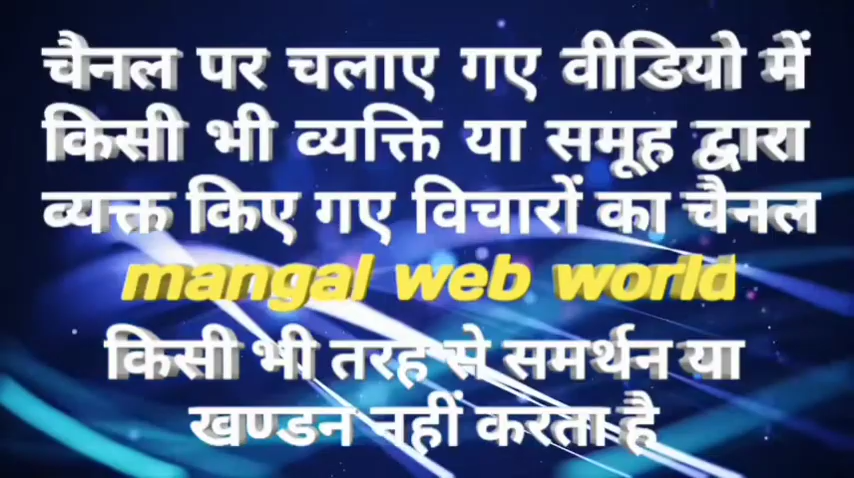 चैनल पर चलाए गए वीडियो में
किसी भी व्यक्ति या समूह द्वारा
व्यक्त किए गए विचारों का चैनल
mangal web world
किसी भी तरह से समर्थन या
खण्डन नहीं करता है